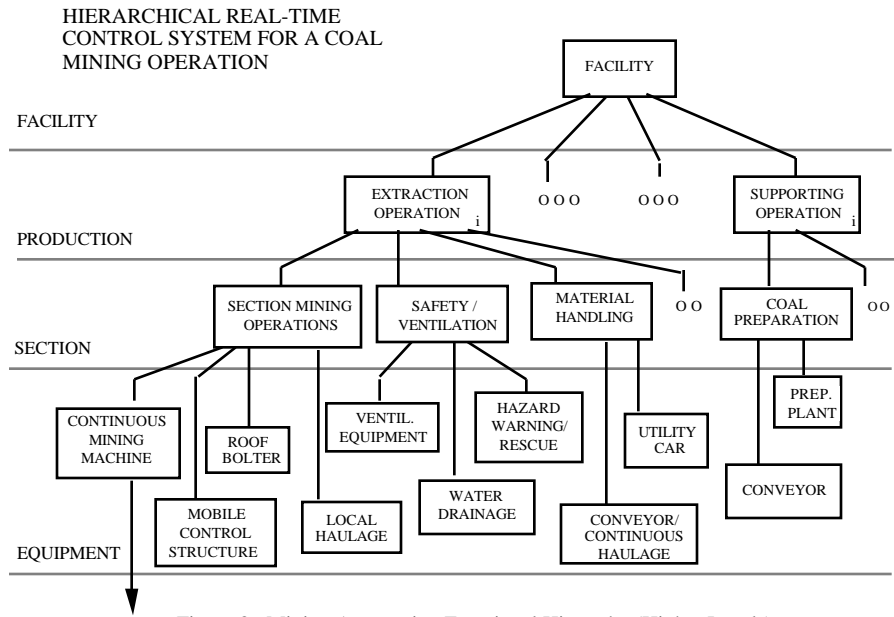 HIERARCHICAL REAL-TIME
CONTROL SYSTEM FOR A COAL
MINING OPERATION
FACILITY
FACILITY
EXTRACTION
OPERATION
i
O O O
O O O
SUPPORTING
OPERATION
i
PRODUCTION
SECTION MINING
OPERATIONS
SAFETY /
VENTILATION
MATERIAL
HANDLING
O O
COAL
PREPARATION
O O
SECTION
CONTINUOUS
MINING
MACHINE
ROOF
BOLTER
VENTIL.
EQUIPMENT
HAZARD
WARNING/
RESCUE
UTILITY
CAR
PREP.
PLANT
MOBILE
CONTROL
STRUCTURE
LOCAL
HAULAGE
WATER
DRAINAGE
CONVEYOR/
CONTINUOUS
HAULAGE
CONVEYOR
EQUIPMENT